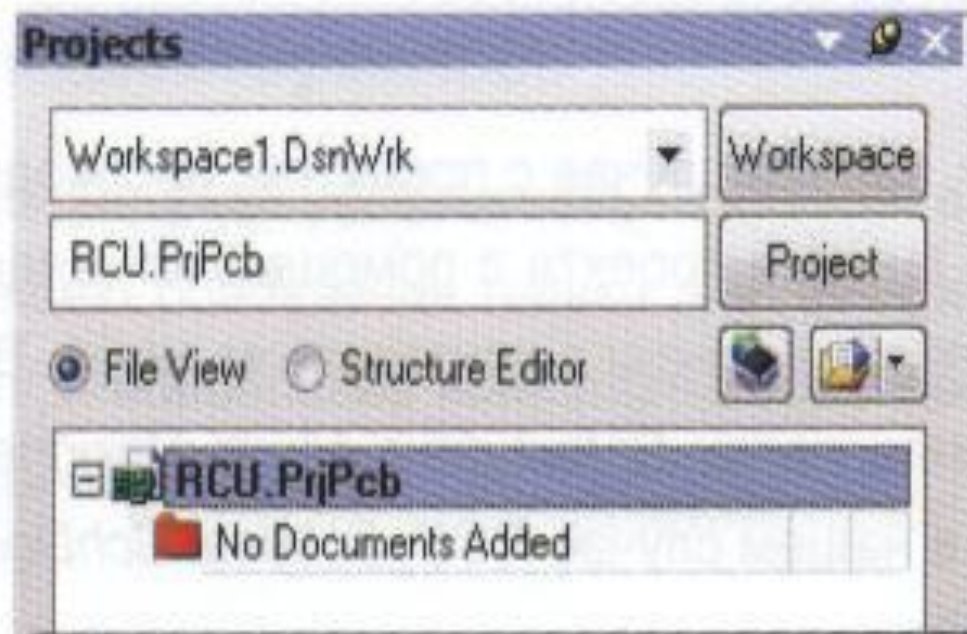 Projects
Workspace1.DsnWrk
Workspace
RCU.PrjPcb
Project
File View
Structure Editor
RCU.PrjPcb
No Documents Added